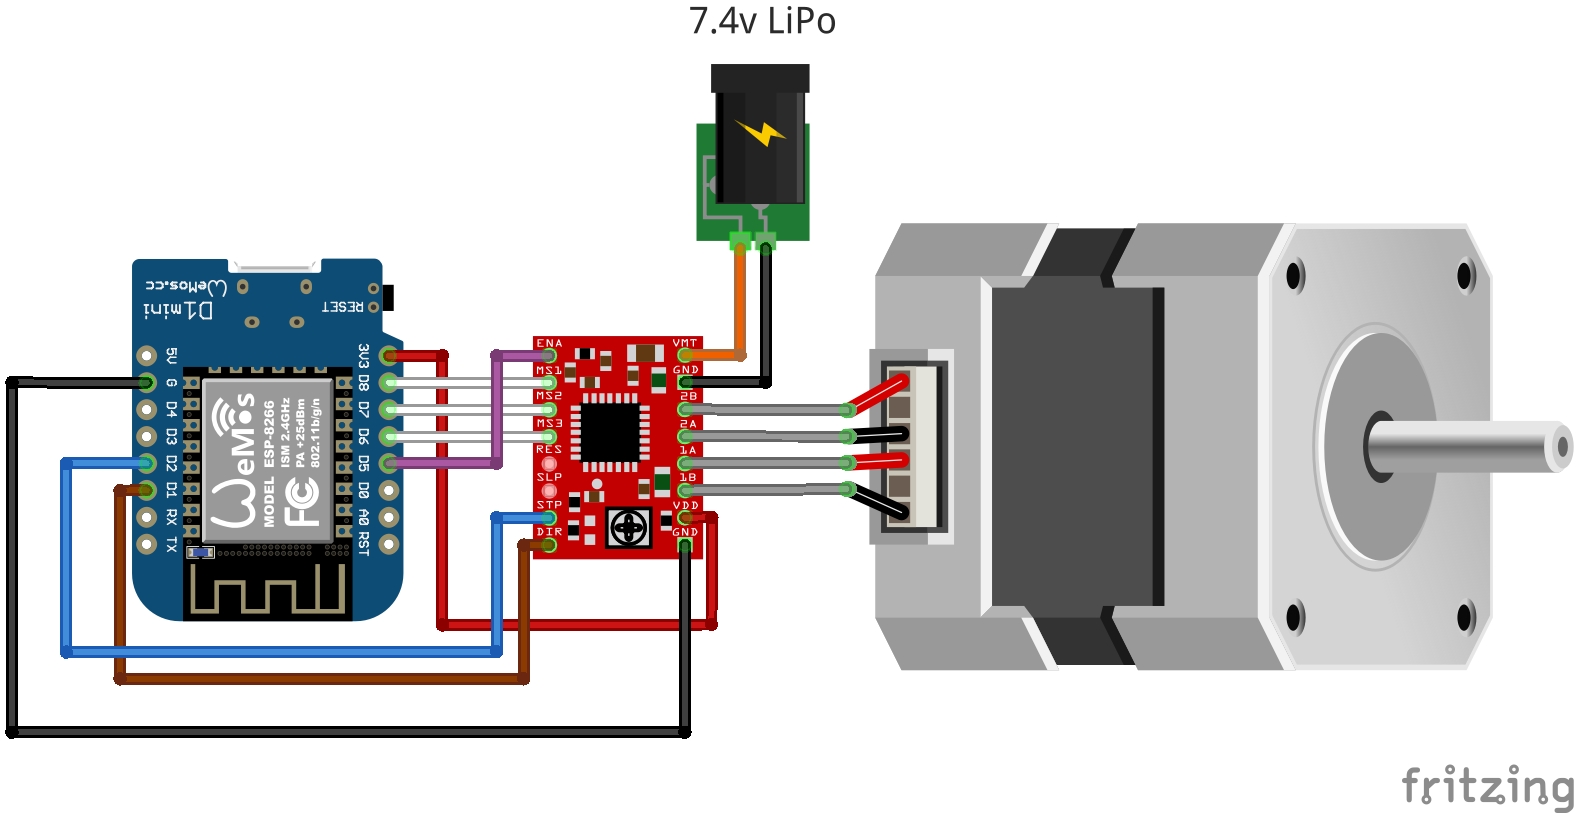 7.4v LiPo
WeMos.cc
D1 mini
RESET
5V
G
D4
D3
D2
D1
RX
TX
3V3
D8
D7
D6
D5
D0
A0
RST
WeMos
MODEL ESP-8266
ISM 2.4GHz
PA +25dBm
802.11b/g/n
FC
ENA
MS1
MS2
MS3
RES
SLP
STP
DIR
VMT
GND
2B
2A
1A
1B
VDD
GND
fritzing